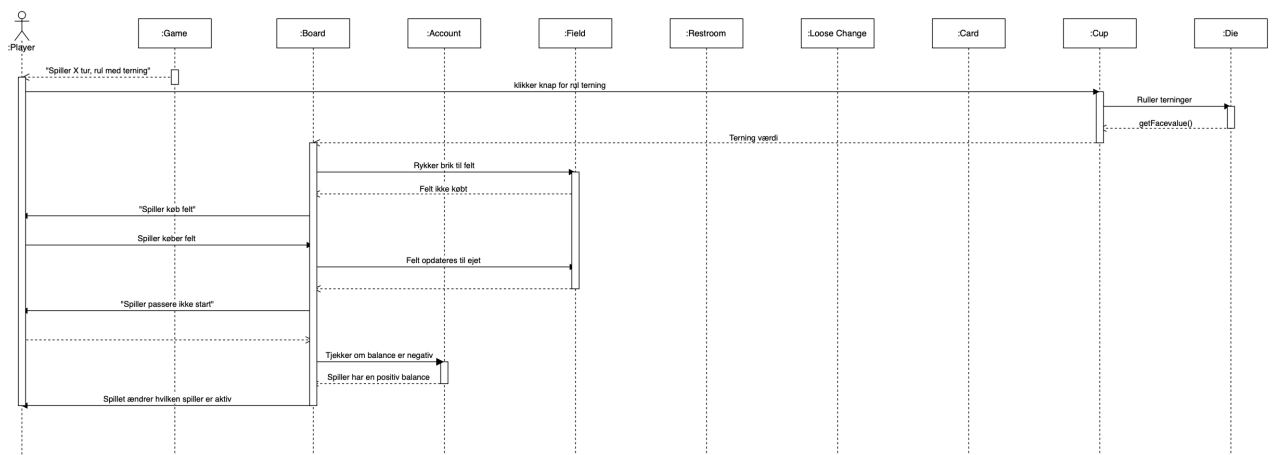 :Player
:Game
:Board
:Account
:Field
:Restroom
:Loose Change
:Card
:Cup
:Die
"Spiller X tur, rul med terning"
klikker knap for rul terning
Ruller terninger
getFacevalue()
Terning værdi
Rykker brik til felt
Felt ikke købt
"Spiller køb felt"
Spiller køber felt
Felt opdateres til ejet
"Spiller passere ikke start"
Tjekker om balance er negativ
Spiller har en positiv balance
Spillet ændrer hvilken spiller er aktiv